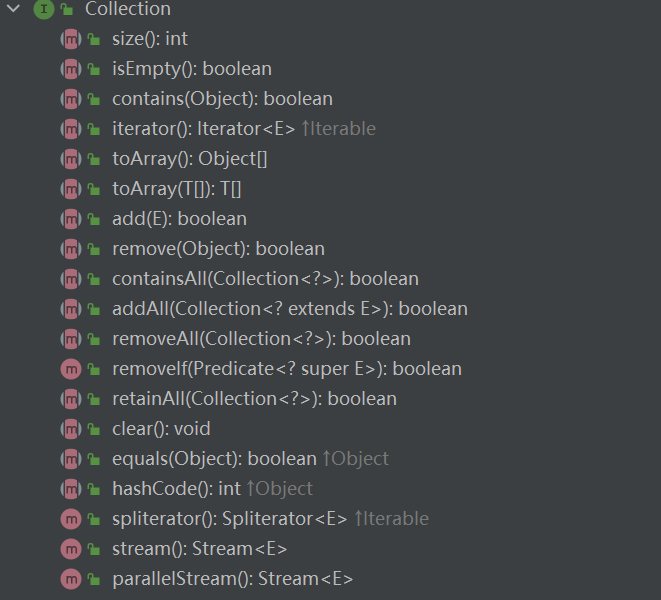 Collection
size(): int
isEmpty(): boolean
contains(Object): boolean
iterator(): Iterator<E> ↑Iterable
toArray(): Object[]
toArray(T[]): T[]
add(E): boolean
remove(Object): boolean
containsAll(Collection<?>): boolean
addAll(Collection<? extends E>): boolean
removeAll(Collection<?>): boolean
removeIf(Predicate<? super E>): boolean
retainAll(Collection<?>): boolean
clear(): void
equals(Object): boolean ↑Object
hashCode(): int ↑Object
spliterator(): Spliterator<E> ↑Iterable
stream(): Stream<E>
parallelStream(): Stream<E>